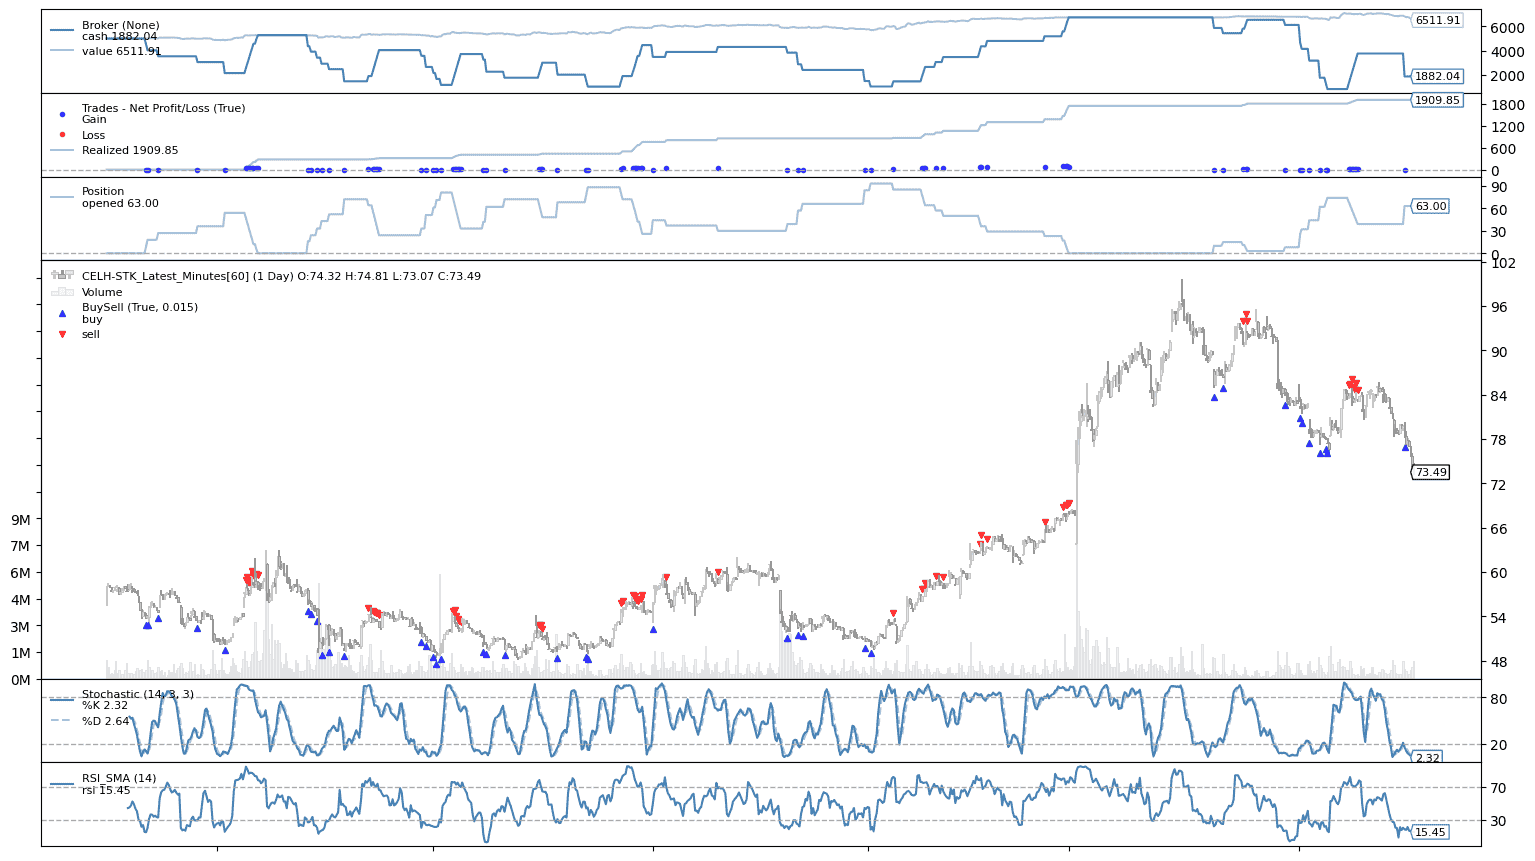 Broker (None)
cash 1882.04
value 6511.91
6511.91
6000
4000
2000
1882.04
Trades - Net Profit/Loss (True)
Gain
Loss
Realized 1909.85
1909.85
1800
1200
600
0
Position
opened 63.00
90
60
30
0
63.00
CELH-STK_Latest_Minutes[60] (1 Day) O:74.32 H:74.81 L:73.07 C:73.49
Volume
BuySell (True, 0.015)
buy
sell
102
96
90
84
78
73.49
72
66
60
54
48
9M
7M
6M
4M
3M
1M
0M
Stochastic (14, 3, 3)
%K 2.32
%D 2.64
80
20
2.32
RSI_SMA (14)
rsi 15.45
70
30
15.45